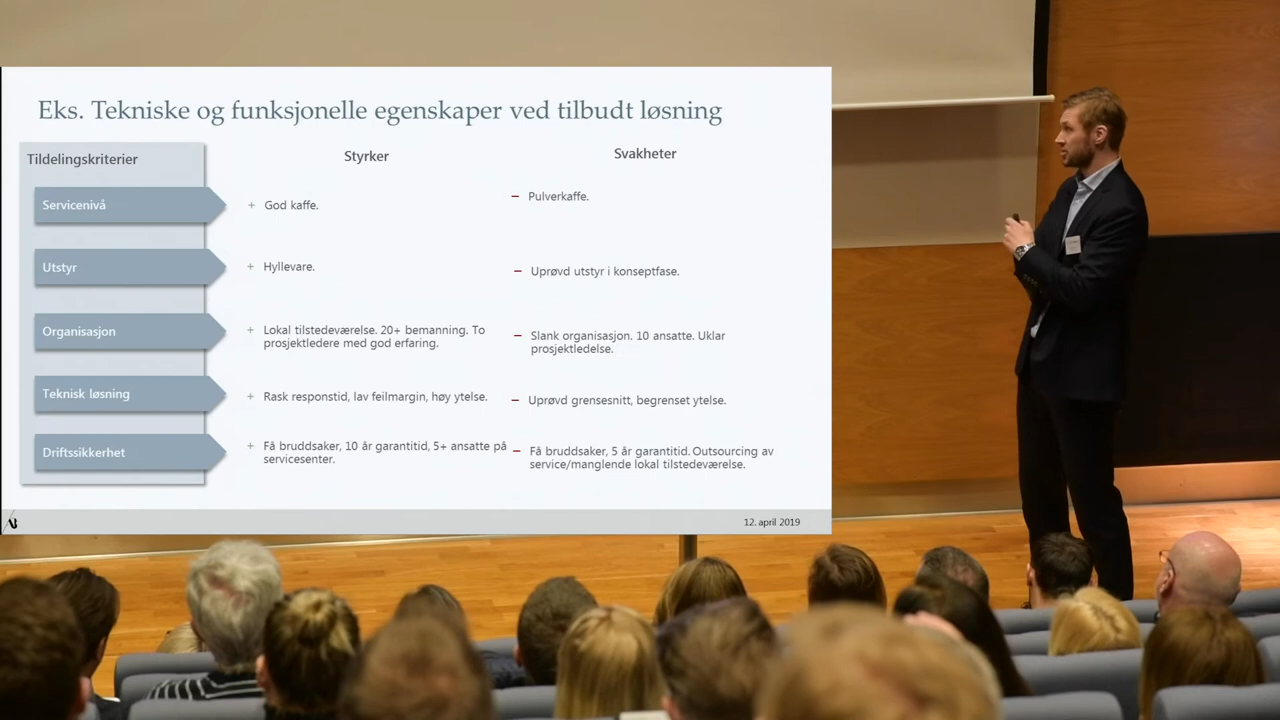 Eks. Tekniske og funksjonelle egenskaper ved tilbudt løsning
Tildelingskriterier
Styrker
Svakheter
Servicenivå
+ God kaffe.
– Pulverkaffe.
Utstyr
+ Hyllevare.
– Uprøvd utstyr i konseptfase.
Organisasjon
+ Lokal tilstedeværelse. 20+ bemanning. To
prosjektledere med god erfaring.
– Slank organisasjon. 10 ansatte. Uklar
prosjektledelse.
Teknisk løsning
+ Rask responstid, lav feilmargin, høy ytelse.
– Uprøvd grensesnitt, begrenset ytelse.
Driftssikkerhet
+ Få bruddsaker, 10 år garantitid, 5+ ansatte på
servicesenter.
– Få bruddsaker, 5 år garantitid. Outsourcing av
service/manglende lokal tilstedeværelse.
12. april 2019